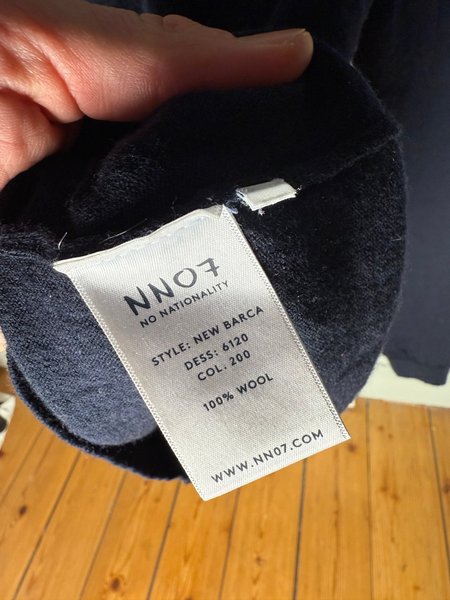 NN07
NO NATIONALITY
STYLE: NEW BARCA
DESS: 6120
COL. 200
100% WOOL
WWW.NN07.COM